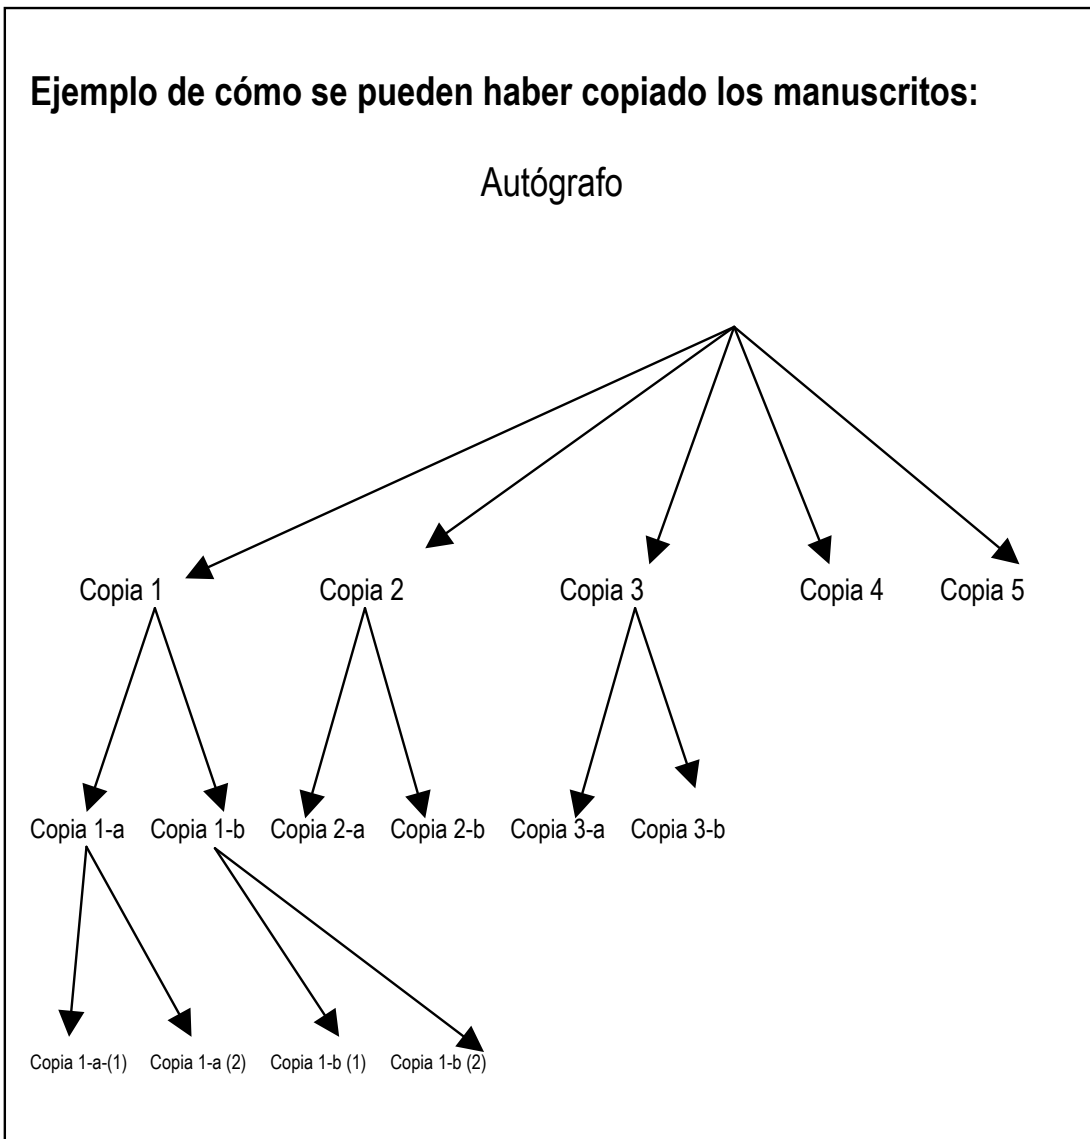 Ejemplo de cómo se pueden haber copiado los manuscritos:
Autógrafo
Copia 1 Copia 2 Copia 3 Copia 4 Copia 5
Copia 1-a Copia 1-b Copia 2-a Copia 2-b Copia 3-a Copia 3-b
Copia 1-a-(1) Copia 1-a (2) Copia 1-b (1) Copia 1-b (2)